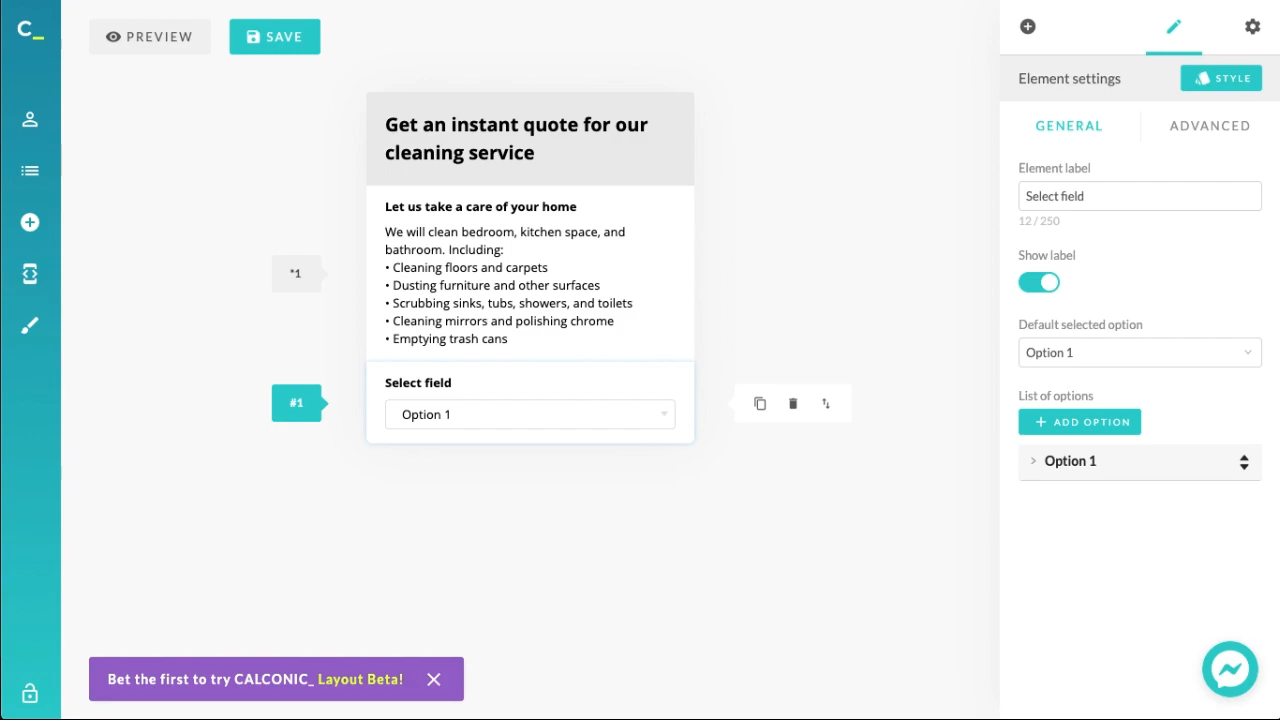 C_
PREVIEW
SAVE
Get an instant quote for our
cleaning service
Let us take a care of your home
We will clean bedroom, kitchen space, and
bathroom. Including:
• Cleaning floors and carpets
• Dusting furniture and other surfaces
• Scrubbing sinks, tubs, showers, and toilets
• Cleaning mirrors and polishing chrome
• Emptying trash cans
*1
Select field
#1
Option 1
Bet the first to try CALCONIC_ Layout Beta!
Element settings
STYLE
GENERAL
ADVANCED
Element label
Select field
12 / 250
Show label
Default selected option
Option 1
List of options
+ ADD OPTION
Option 1